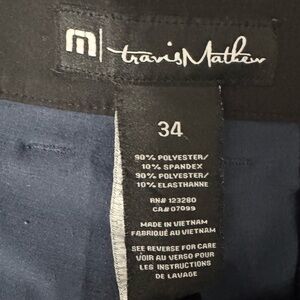 travisMathew
34
90% POLYESTER/
10% SPANDEX
90% POLYESTER/
10% ELASTHANNE
RN# 123280
CA# 07099
MADE IN VIETNAM
FABRIQUÉ AU VIETNAM
SEE REVERSE FOR CARE
VOIR AU VERSO POUR
LES INSTRUCTIONS
DE LAVAGE